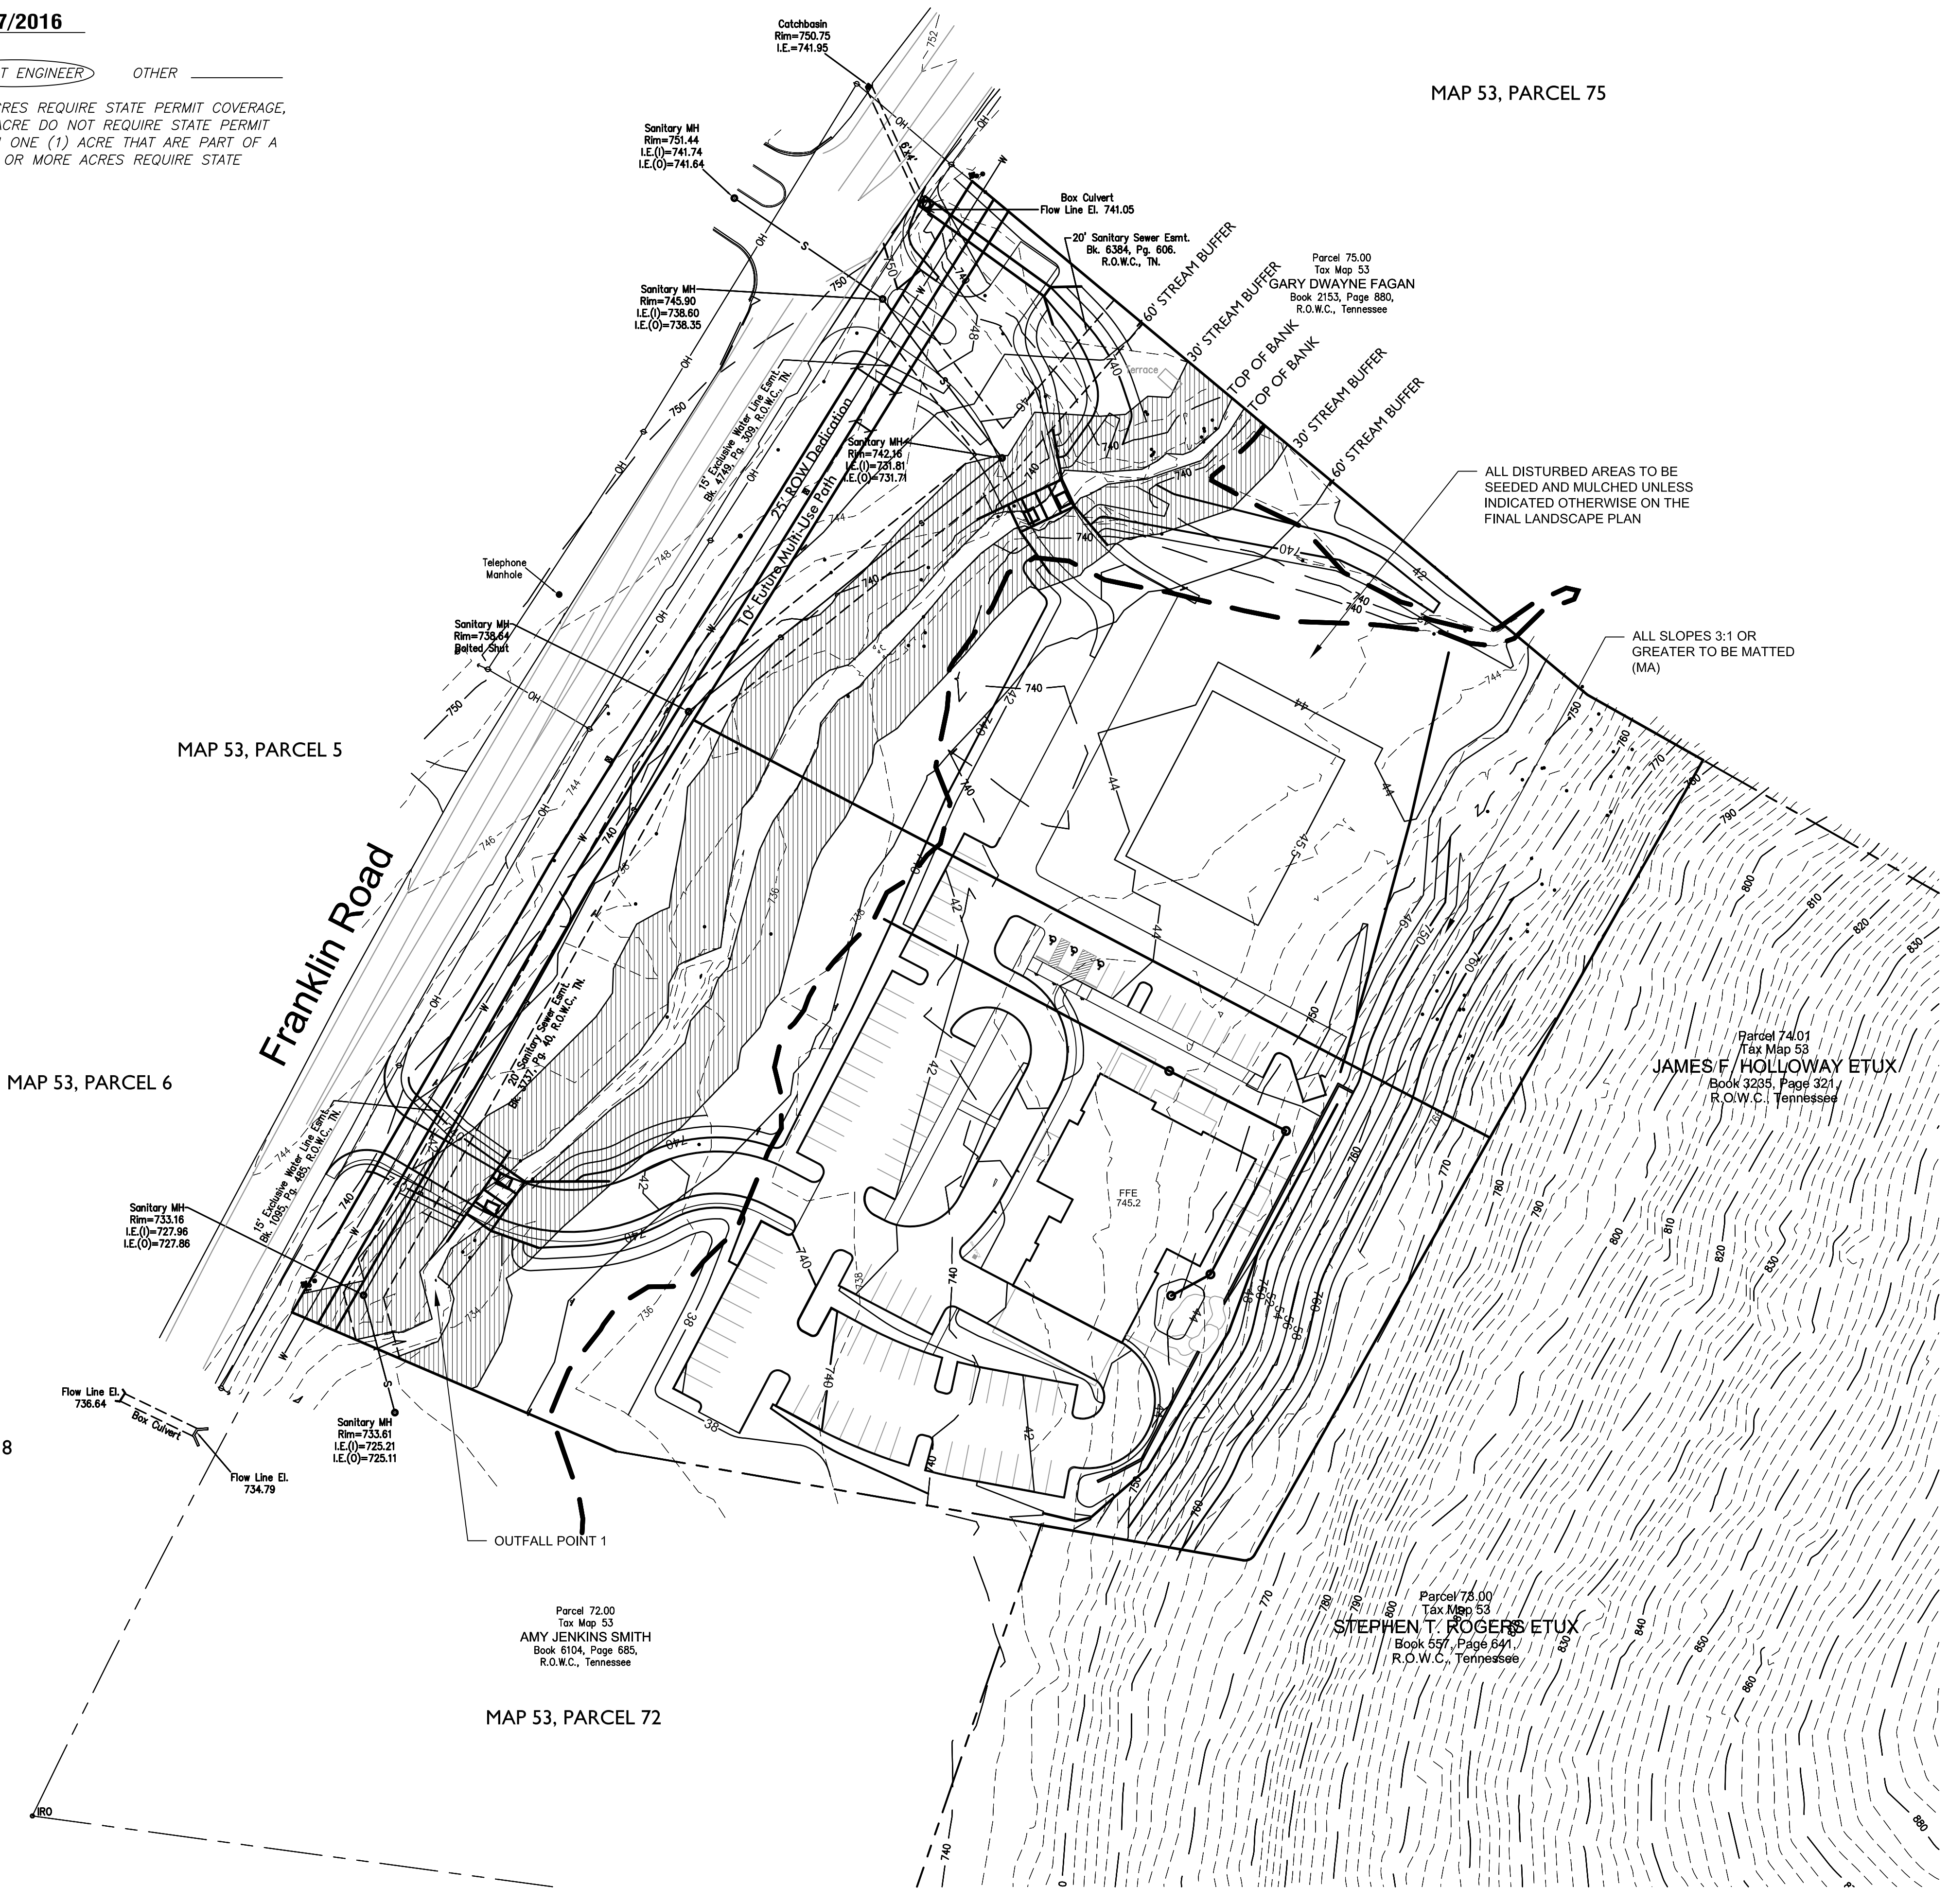 7/2016
T ENGINEER OTHER
CRES REQUIRE STATE PERMIT COVERAGE,
ACRE DO NOT REQUIRE STATE PERMIT
ONE (1) ACRE THAT ARE PART OF A
OR MORE ACRES REQUIRE STATE
Catchbasin
Rim=750.75
I.E.=741.95
MAP 53, PARCEL 75
Sanitary MH
Rim=751.44
I.E.(I)=741.74
I.E.(O)=741.64
Box Culvert
Flow Line El. 741.05
20' Sanitary Sewer Esmt.
Bk. 6384, Pg. 606.
R.O.W.C., TN.
60' STREAM BUFFER
30' STREAM BUFFER
TOP OF BANK
TOP OF BANK
30' STREAM BUFFER
60' STREAM BUFFER
Parcel 75.00
Tax Map 53
GARY DWAYNE FAGAN
Book 2153, Page 880,
R.O.W.C., Tennessee
Sanitary MH
Rim=745.90
I.E.(I)=738.60
I.E.(O)=738.35
Terrace
15' Exclusive Water Line Esmt.
Bk. 4749, Pg. 309, R.O.W.C., TN.
25' ROW Dedication
10' Future Multi-Use Path
Sanitary MH
Rim=742.16
I.E.(I)=731.81
I.E.(O)=731.71
ALL DISTURBED AREAS TO BE
SEEDED AND MULCHED UNLESS
INDICATED OTHERWISE ON THE
FINAL LANDSCAPE PLAN
Telephone
Manhole
Sanitary MH
Rim=738.64
Bolted Shut
ALL SLOPES 3:1 OR
GREATER TO BE MATTED
(MA)
MAP 53, PARCEL 5
Franklin Road
20' Sanitary Sewer Esmt.
Bk. 3737, Pg. 40, R.O.W.C., TN.
MAP 53, PARCEL 6
Parcel 74.01
Tax Map 53
JAMES F. HOLLOWAY ETUX
Book 3235, Page 321,
R.O.W.C., Tennessee
15' Exclusive Water Line Esmt.
Bk. 1095, Pg. 485, R.O.W.C., TN.
FFE
745.2
Sanitary MH
Rim=733.16
I.E.(I)=727.96
I.E.(O)=727.86
Flow Line El.
736.64
Box Culvert
Flow Line El.
734.79
8
Sanitary MH
Rim=733.61
I.E.(I)=725.21
I.E.(O)=725.11
OUTFALL POINT 1
Parcel 72.00
Tax Map 53
AMY JENKINS SMITH
Book 6104, Page 685,
R.O.W.C., Tennessee
Parcel 73.00
Tax Map 53
STEPHEN T. ROGERS ETUX
Book 557, Page 641,
R.O.W.C., Tennessee
MAP 53, PARCEL 72
IRO